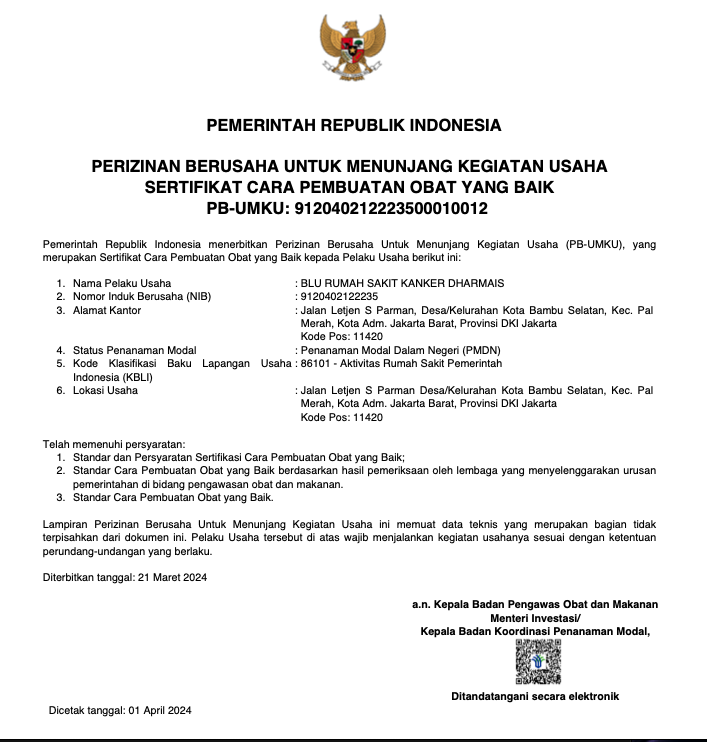 PEMERINTAH REPUBLIK INDONESIA
PERIZINAN BERUSAHA UNTUK MENUNJANG KEGIATAN USAHA
SERTIFIKAT CARA PEMBUATAN OBAT YANG BAIK
PB-UMKU: 912040212223500010012
Pemerintah Republik Indonesia menerbitkan Perizinan Berusaha Untuk Menunjang Kegiatan Usaha (PB-UMKU), yang
merupakan Sertifikat Cara Pembuatan Obat yang Baik kepada Pelaku Usaha berikut ini:
1. Nama Pelaku Usaha : BLU RUMAH SAKIT KANKER DHARMAIS
2. Nomor Induk Berusaha (NIB) : 9120402122235
3. Alamat Kantor : Jalan Letjen S Parman, Desa/Kelurahan Kota Bambu Selatan, Kec. Pal
Merah, Kota Adm. Jakarta Barat, Provinsi DKI Jakarta
Kode Pos: 11420
4. Status Penanaman Modal : Penanaman Modal Dalam Negeri (PMDN)
5. Kode Klasifikasi Baku Lapangan Usaha : 86101 - Aktivitas Rumah Sakit Pemerintah
Indonesia (KBLI)
6. Lokasi Usaha : Jalan Letjen S Parman Desa/Kelurahan Kota Bambu Selatan, Kec. Pal
Merah, Kota Adm. Jakarta Barat, Provinsi DKI Jakarta
Kode Pos: 11420
Telah memenuhi persyaratan:
1. Standar dan Persyaratan Sertifikasi Cara Pembuatan Obat yang Baik;
2. Standar Cara Pembuatan Obat yang Baik berdasarkan hasil pemeriksaan oleh lembaga yang menyelenggarakan urusan
pemerintahan di bidang pengawasan obat dan makanan.
3. Standar Cara Pembuatan Obat yang Baik.
Lampiran Perizinan Berusaha Untuk Menunjang Kegiatan Usaha ini memuat data teknis yang merupakan bagian tidak
terpisahkan dari dokumen ini. Pelaku Usaha tersebut di atas wajib menjalankan kegiatan usahanya sesuai dengan ketentuan
perundang-undangan yang berlaku.
Diterbitkan tanggal: 21 Maret 2024
a.n. Kepala Badan Pengawas Obat dan Makanan
Menteri Investasi/
Kepala Badan Koordinasi Penanaman Modal,
Ditandatangani secara elektronik
Dicetak tanggal: 01 April 2024